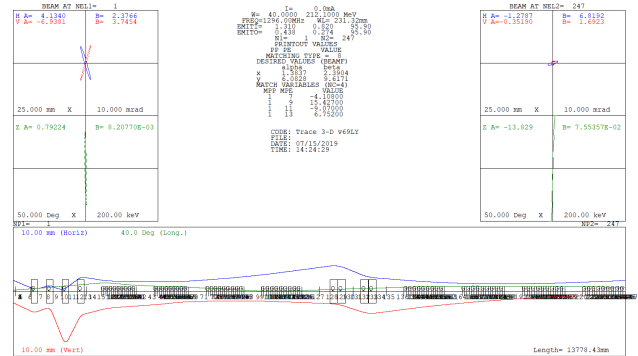 BEAM AT NEL1= 1
H A= 4.1340 B= 2.3766
V A=-6.9381 B= 3.7454
25.000 mm X 10.000 mrad
Z A= 0.79224 B= 8.20770E-03
50.000 Deg X 200.00 keV
NP1= 1
I= 0.0mA
W= 40.0000 212.1000 MeV
FREQ=1296.00MHz WL= 231.32mm
EMITI= 1.310 0.820 95.90
EMITO= 0.438 0.274 95.90
N1= 1 N2= 247
PRINTOUT VALUES
PP PE VALUE
MATCHING TYPE = 8
DESIRED VALUES (BEAMF)
alpha beta
x 1.3837 2.3904
y 6.0828 9.6171
MATCH VARIABLES (NC=4)
MPP MPE VALUE
1 7 -4.10800
1 9 15.42700
1 11 -9.07000
1 13 6.75200
CODE: Trace 3-D v69LY
FILE:
DATE: 07/15/2019
TIME: 14:24:29
BEAM AT NEL2= 247
H A=-1.2787 B= 6.8192
V A=-0.35190 B= 1.6923
25.000 mm X 10.000 mrad
Z A= -13.829 B= 7.55357E-02
50.000 Deg X 200.00 keV
NP2= 247
10.00 mm (Horiz) 40.0 Deg (Long.)
10.00 mm (Vert) Length= 13778.43mm